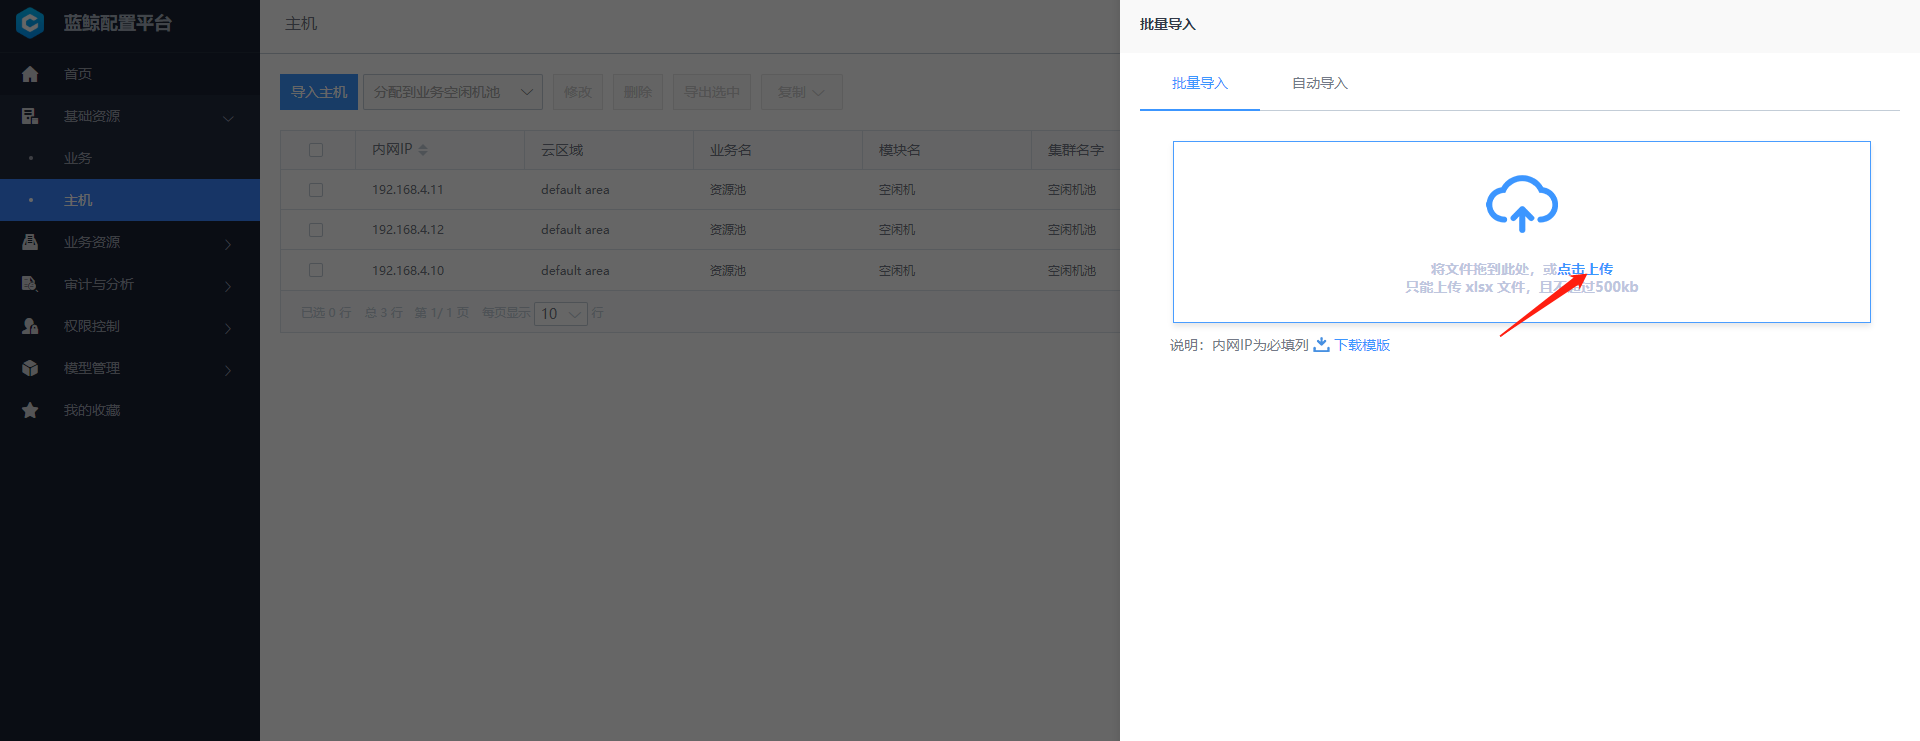 蓝鲸配置平台
首页
基础资源
业务
主机
业务资源
审计与分析
权限控制
模型管理
我的收藏
主机
导入主机 分配到业务空闲机池 修改 删除 导出选中 复制
内网IP 云区域 业务名 模块名 集群名字
192.168.4.11 default area 资源池 空闲机 空闲机池
192.168.4.12 default area 资源池 空闲机 空闲机池
192.168.4.10 default area 资源池 空闲机 空闲机池
已选 0 行 总 3 行 第 1/ 1 页 每页显示 10 行
批量导入
批量导入 自动导入
将文件拖到此处，或点击上传
只能上传 xlsx 文件，且不超过500kb
说明：内网IP为必填列 下载模版